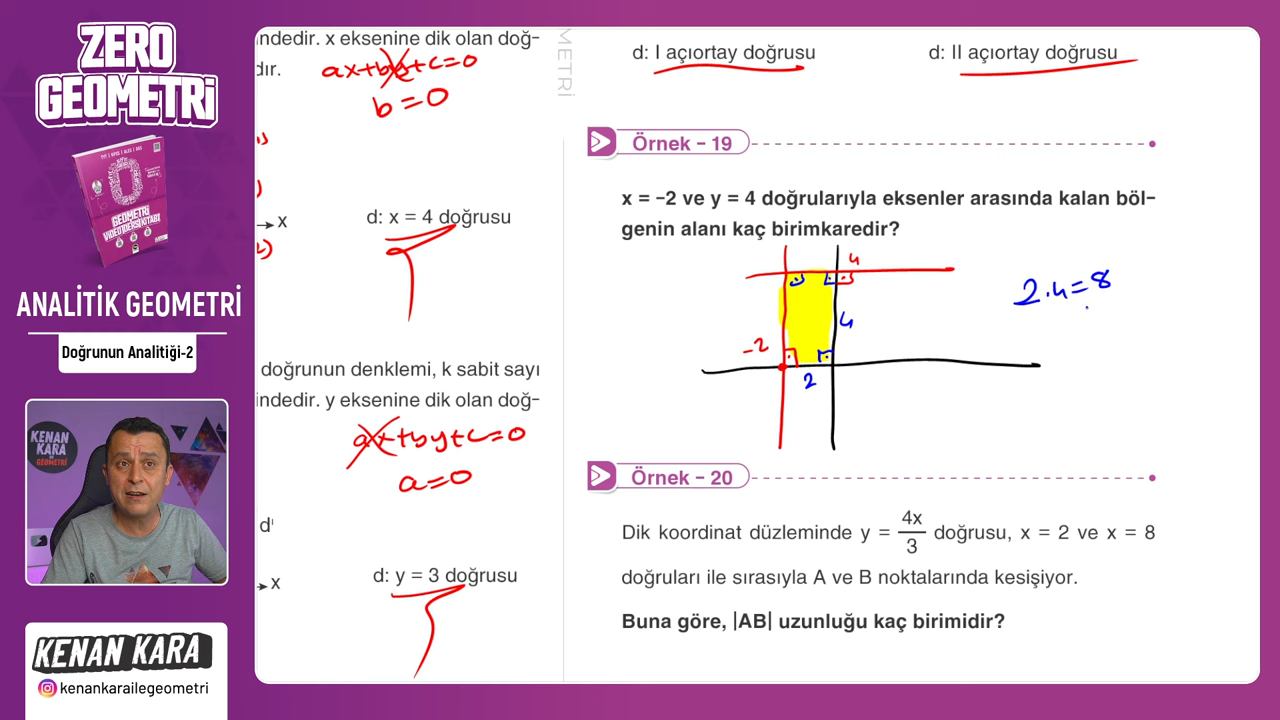 ZERO
GEOMETRİ
GEOMETRİ
VİDEO DERS KİTABI
ANALİTİK GEOMETRİ
Doğrunun Analitiği-2
KENAN
KARA
GEOMETRİ
KENAN KARA
kenankarailegeometri
indedir. x eksenine dik olan doğ-
dır.
ax+by+c=0
b=0
x
d: x = 4 doğrusu
doğrunun denklemi, k sabit sayı
indedir. y eksenine dik olan doğ-
ax+by+c=0
a=0
d'
x
d: y = 3 doğrusu
METRİ
d: I açıortay doğrusu
d: II açıortay doğrusu
Örnek - 19
x = -2 ve y = 4 doğrularıyla eksenler arasında kalan böl-
genin alanı kaç birimkaredir?
4
-2
4
2
2.4=8
Örnek - 20
Dik koordinat düzleminde y = 4x/3 doğrusu, x = 2 ve x = 8
doğruları ile sırasıyla A ve B noktalarında kesişiyor.
Buna göre, |AB| uzunluğu kaç birimidir?